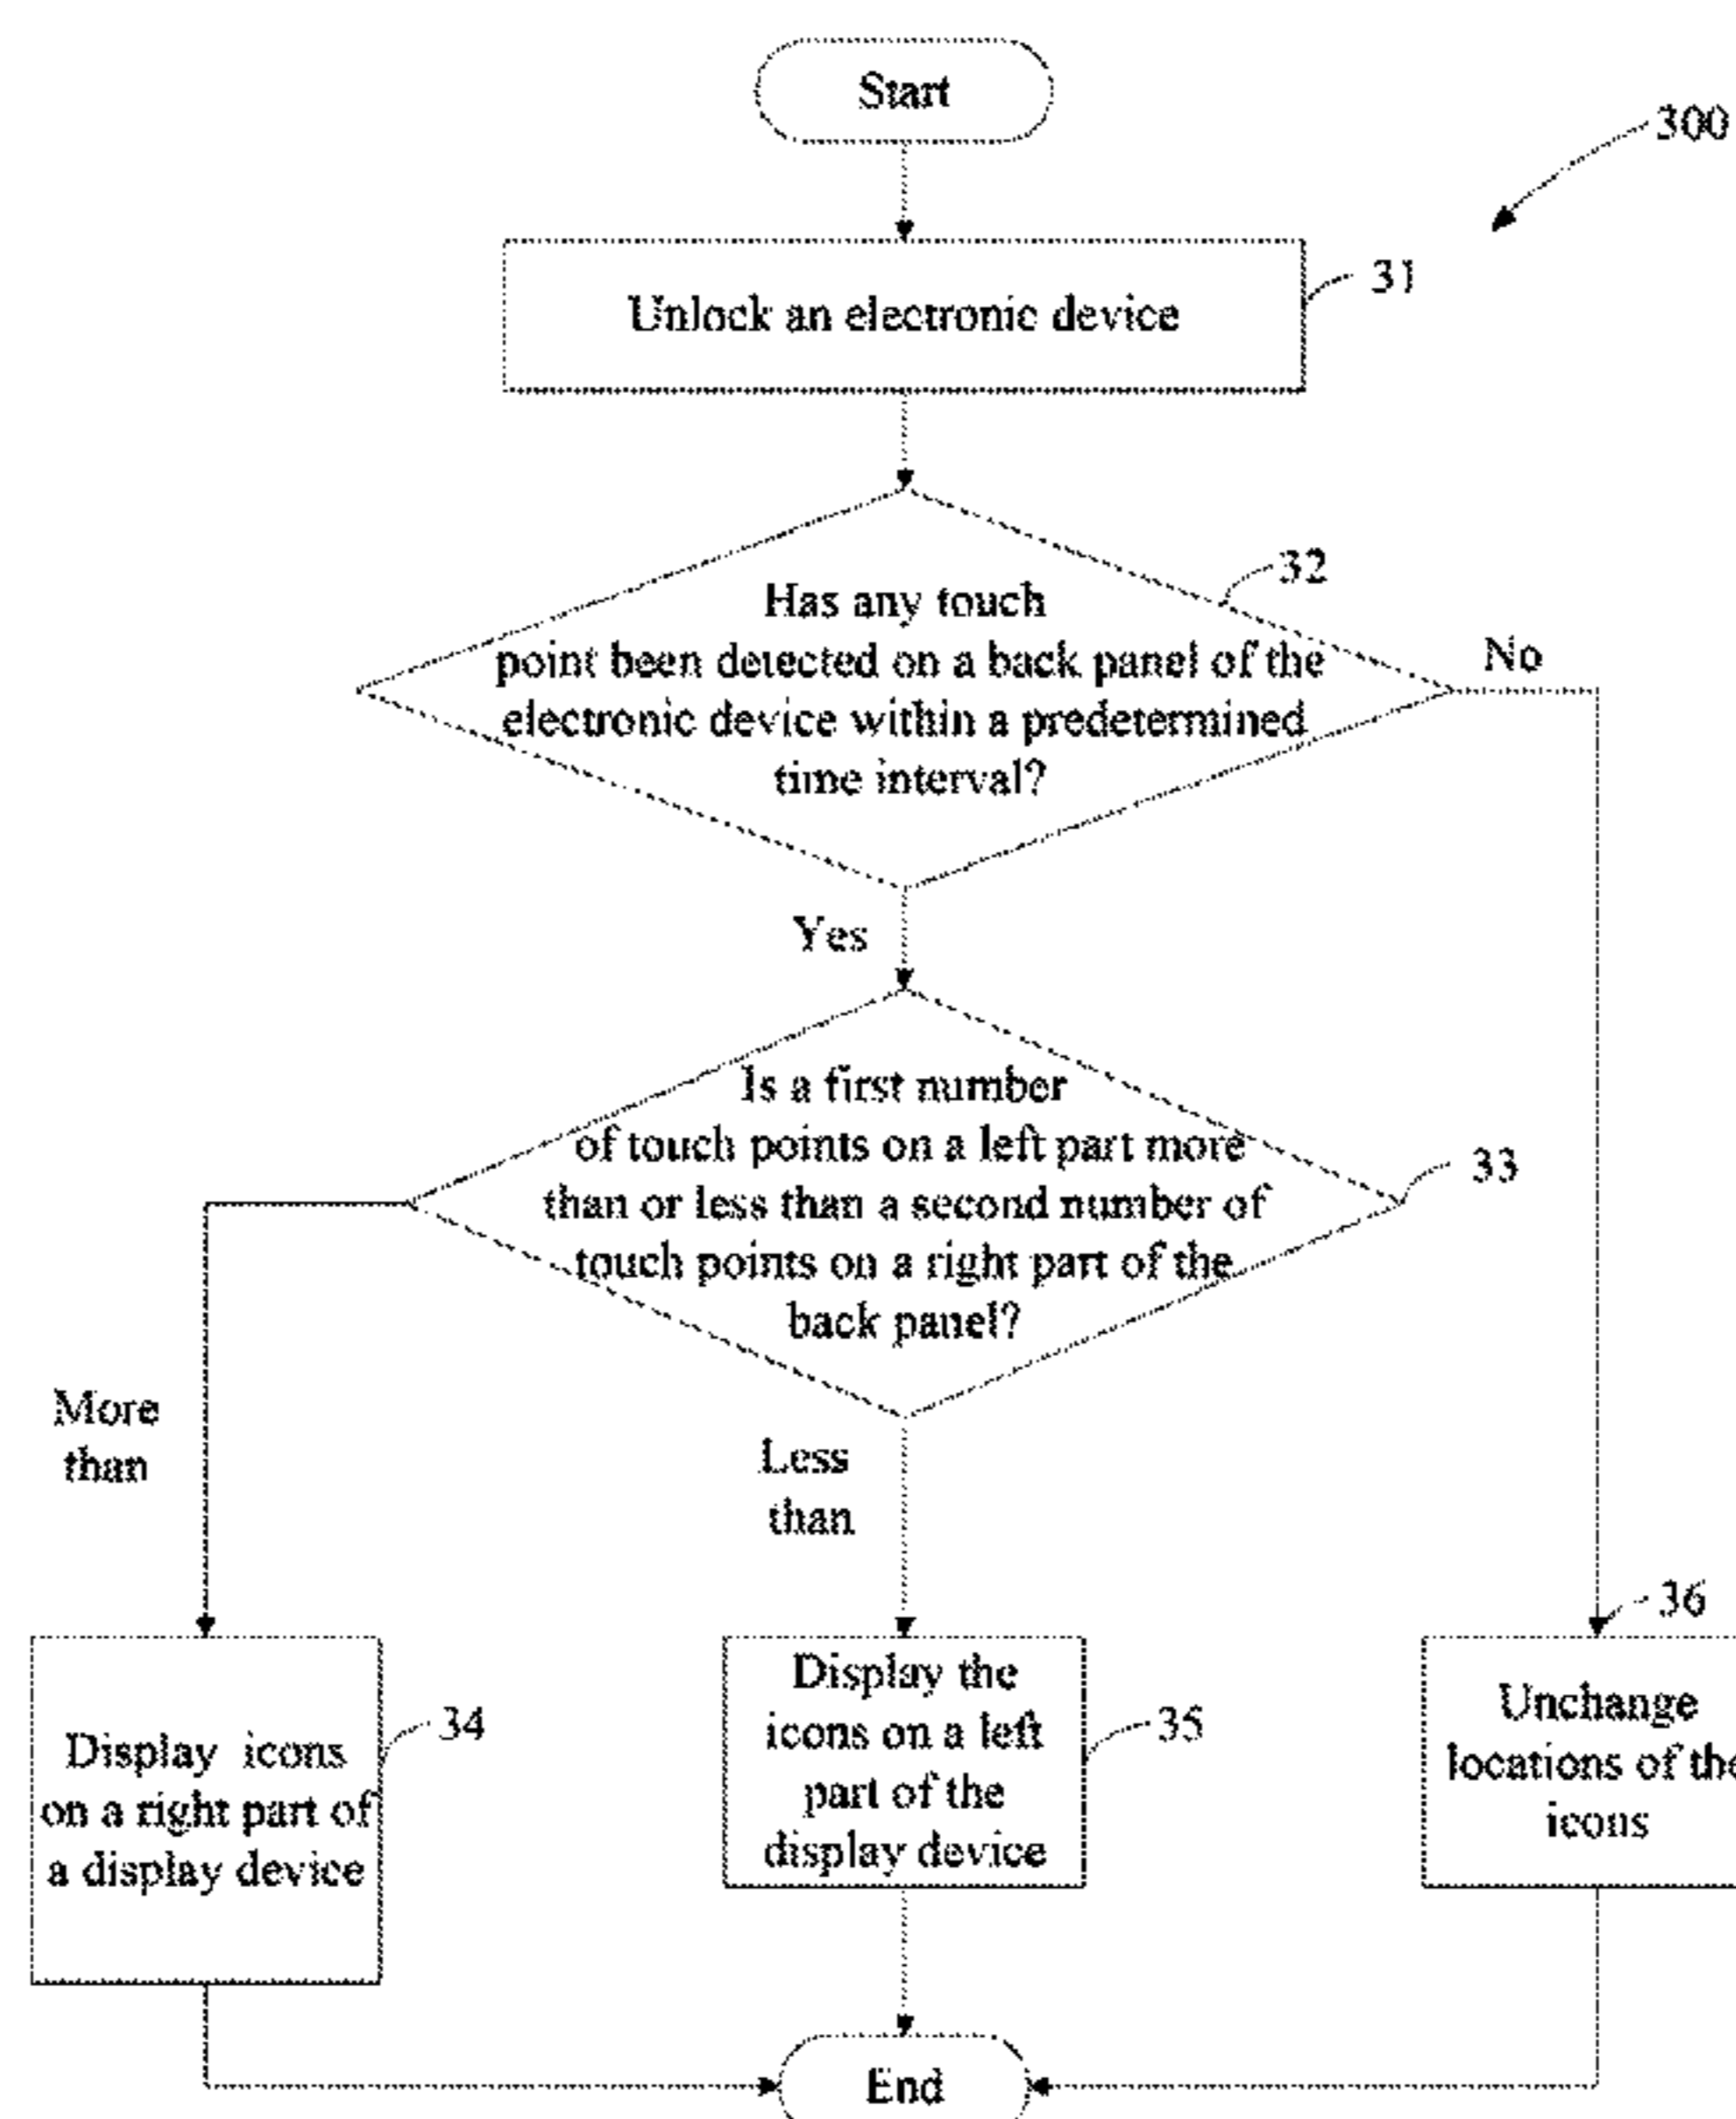 Start
300
Unlock an electronic device
31
Has any touch
point been detected on a back panel of the
electronic device within a predetermined
time interval?
32
No
Yes
Is a first number
of touch points on a left part more
than or less than a second number of
touch points on a right part of the
back panel?
33
More
than
Less
than
Display icons
on a right part of
a display device
34
Display the
icons on a left
part of the
display device
35
Unchange
locations of the
icons
36
End